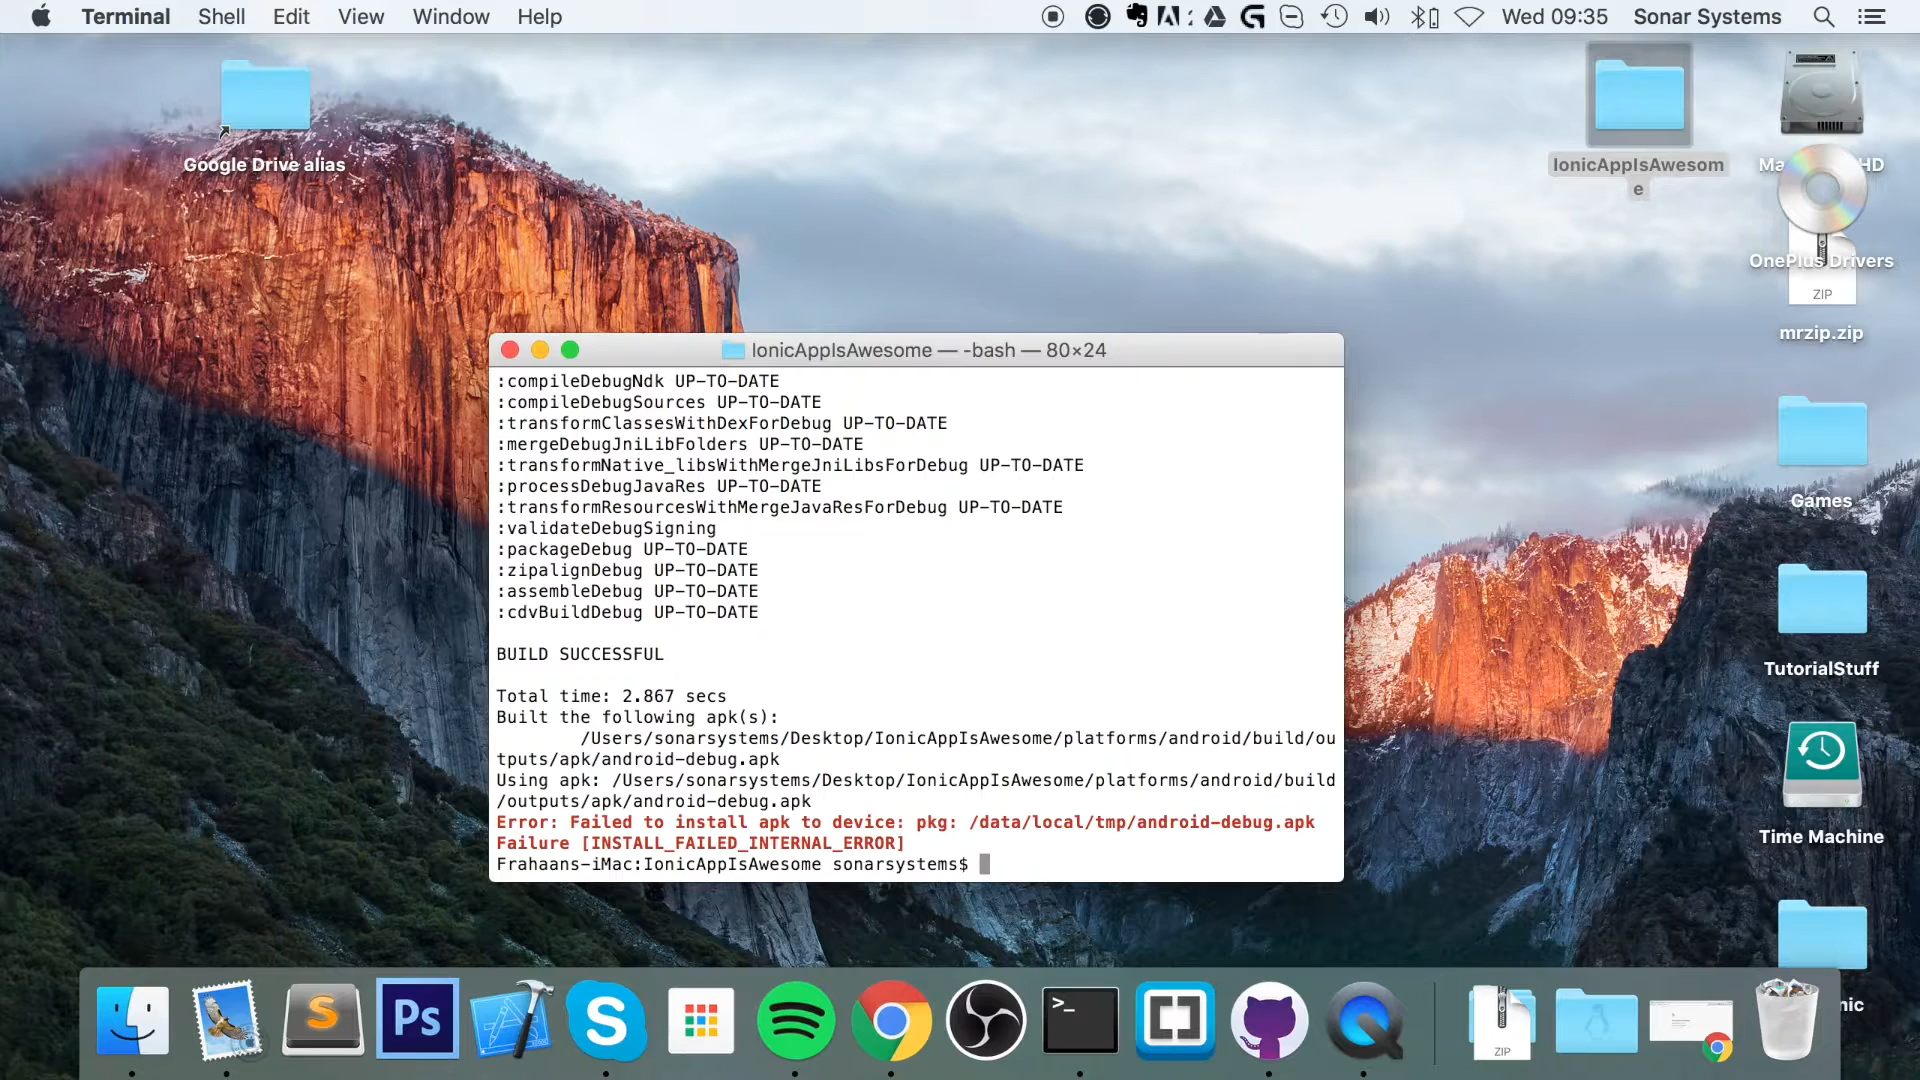 Terminal Shell Edit View Window Help Wed 09:35 Sonar Systems
Google Drive alias
IonicAppIsAwesom
e
HD
OnePlus Drivers
ZIP
mrzip.zip
Games
TutorialStuff
Time Machine
nic
IonicAppIsAwesome — -bash — 80×24
:compileDebugNdk UP-TO-DATE
:compileDebugSources UP-TO-DATE
:transformClassesWithDexForDebug UP-TO-DATE
:mergeDebugJniLibFolders UP-TO-DATE
:transformNative_libsWithMergeJniLibsForDebug UP-TO-DATE
:processDebugJavaRes UP-TO-DATE
:transformResourcesWithMergeJavaResForDebug UP-TO-DATE
:validateDebugSigning
:packageDebug UP-TO-DATE
:zipalignDebug UP-TO-DATE
:assembleDebug UP-TO-DATE
:cdvBuildDebug UP-TO-DATE
BUILD SUCCESSFUL
Total time: 2.867 secs
Built the following apk(s):
/Users/sonarsystems/Desktop/IonicAppIsAwesome/platforms/android/build/ou
tputs/apk/android-debug.apk
Using apk: /Users/sonarsystems/Desktop/IonicAppIsAwesome/platforms/android/build
/outputs/apk/android-debug.apk
Error: Failed to install apk to device: pkg: /data/local/tmp/android-debug.apk
Failure [INSTALL_FAILED_INTERNAL_ERROR]
Frahaans-iMac:IonicAppIsAwesome sonarsystems$
S
Ps
S
>_
ZIP